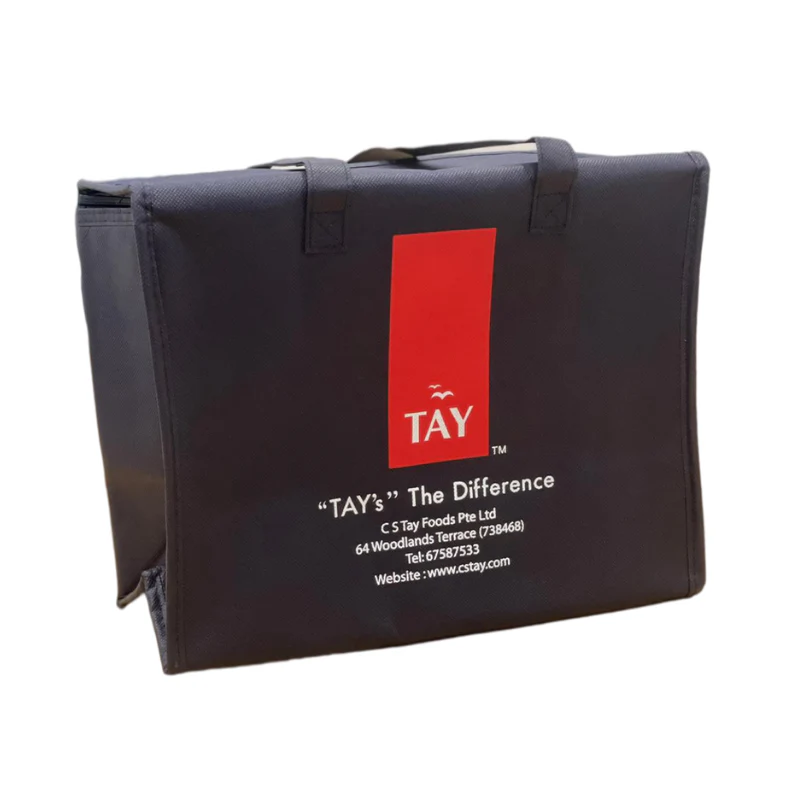 TAY
TM
“TAY’s” The Difference
C S Tay Foods Pte Ltd
64 Woodlands Terrace (738468)
Tel: 67587533
Website : www.cstay.com